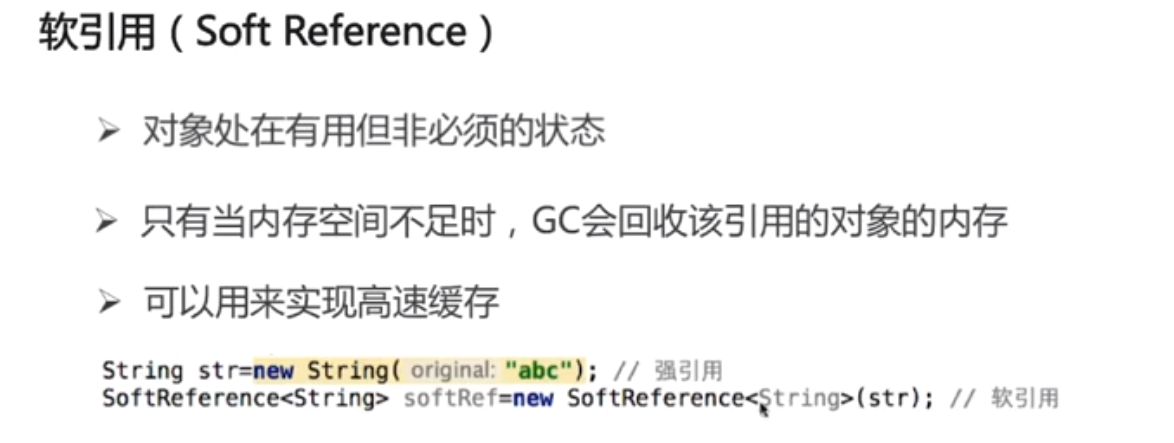 软引用（Soft Reference）
➢ 对象处在有用但非必须的状态
➢ 只有当内存空间不足时，GC会回收该引用的对象的内存
➢ 可以用来实现高速缓存
String str=new String( original: "abc"); // 强引用
SoftReference<String> softRef=new SoftReference<String>(str); // 软引用